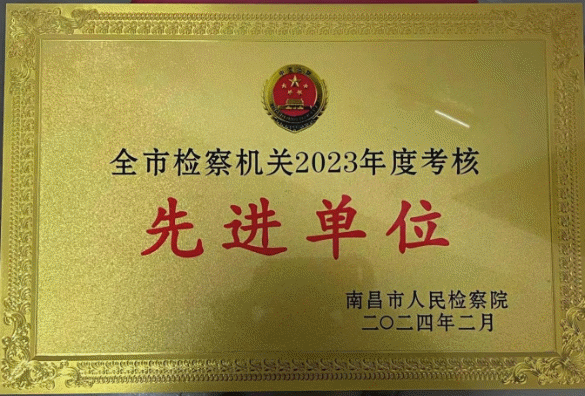 全市检察机关2023年度考核
先进单位
南昌市人民检察院
二〇二四年二月